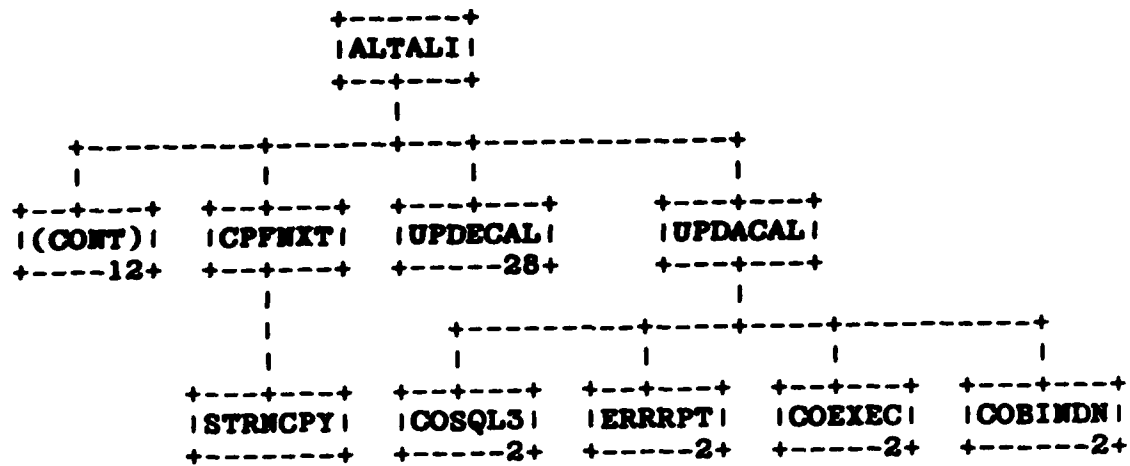 ALTALI
(CONT) CPFNXT UPDECAL UPDACAL
12 28
STRNCPY COSQL3 ERRRPT COEXEC COBINDN
2 2 2 2